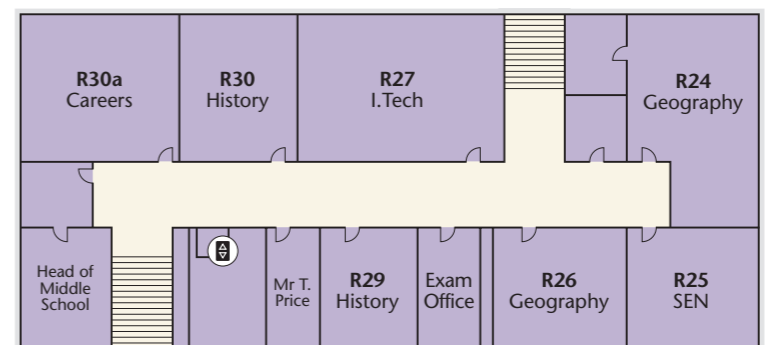 R30a
Careers
R30
History
R27
I.Tech
R24
Geography
Head of
Middle
School
Mr T.
Price
R29
History
Exam
Office
R26
Geography
R25
SEN